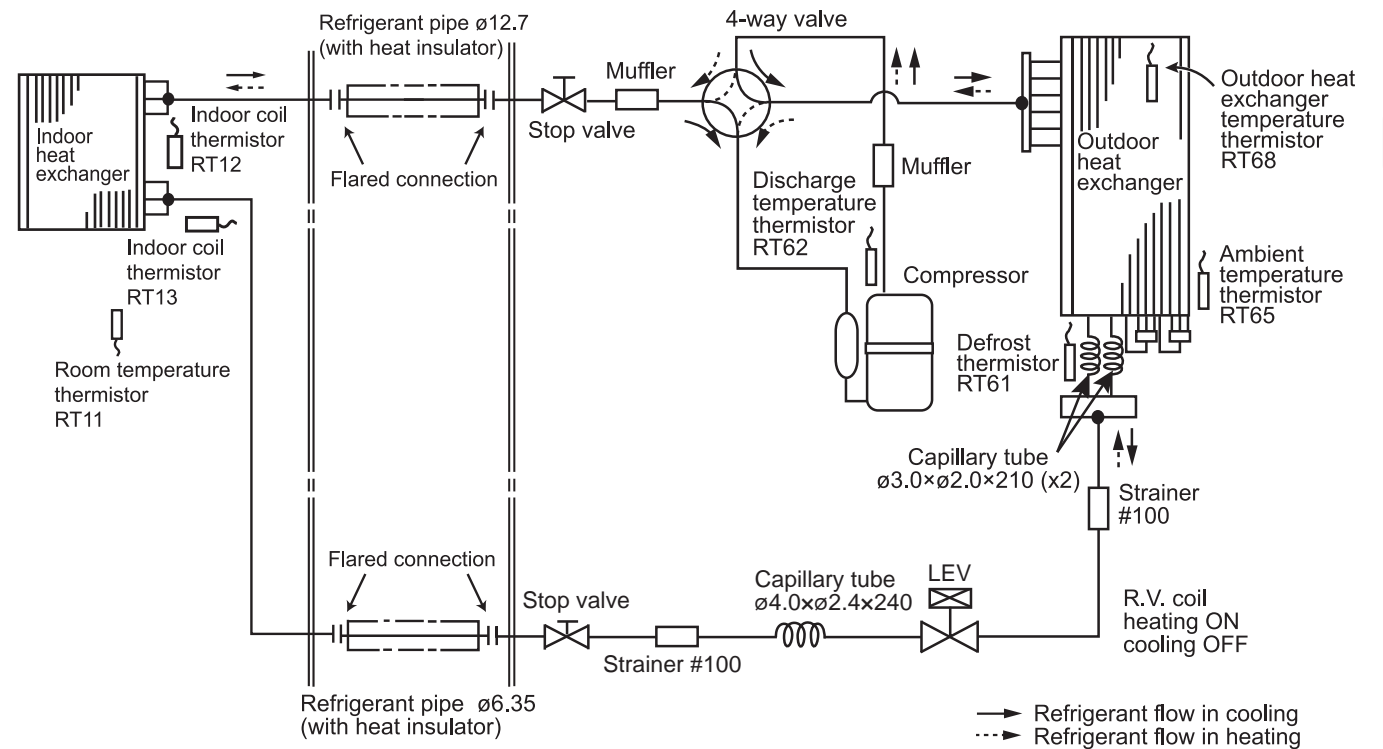 Refrigerant pipe ø12.7
(with heat insulator)
4-way valve
Muffler
Stop valve
Indoor
heat
exchanger
Indoor coil
thermistor
RT12
Flared connection
Indoor coil
thermistor
RT13
Room temperature
thermistor
RT11
Discharge
temperature
thermistor
RT62
Muffler
Compressor
Outdoor
heat
exchanger
Outdoor heat
exchanger
temperature
thermistor
RT68
Ambient
temperature
thermistor
RT65
Defrost
thermistor
RT61
Capillary tube
ø3.0×ø2.0×210 (x2)
Strainer
#100
Flared connection
Stop valve
Strainer #100
Capillary tube
ø4.0×ø2.4×240
LEV
R.V. coil
heating ON
cooling OFF
Refrigerant pipe ø6.35
(with heat insulator)
Refrigerant flow in cooling
Refrigerant flow in heating